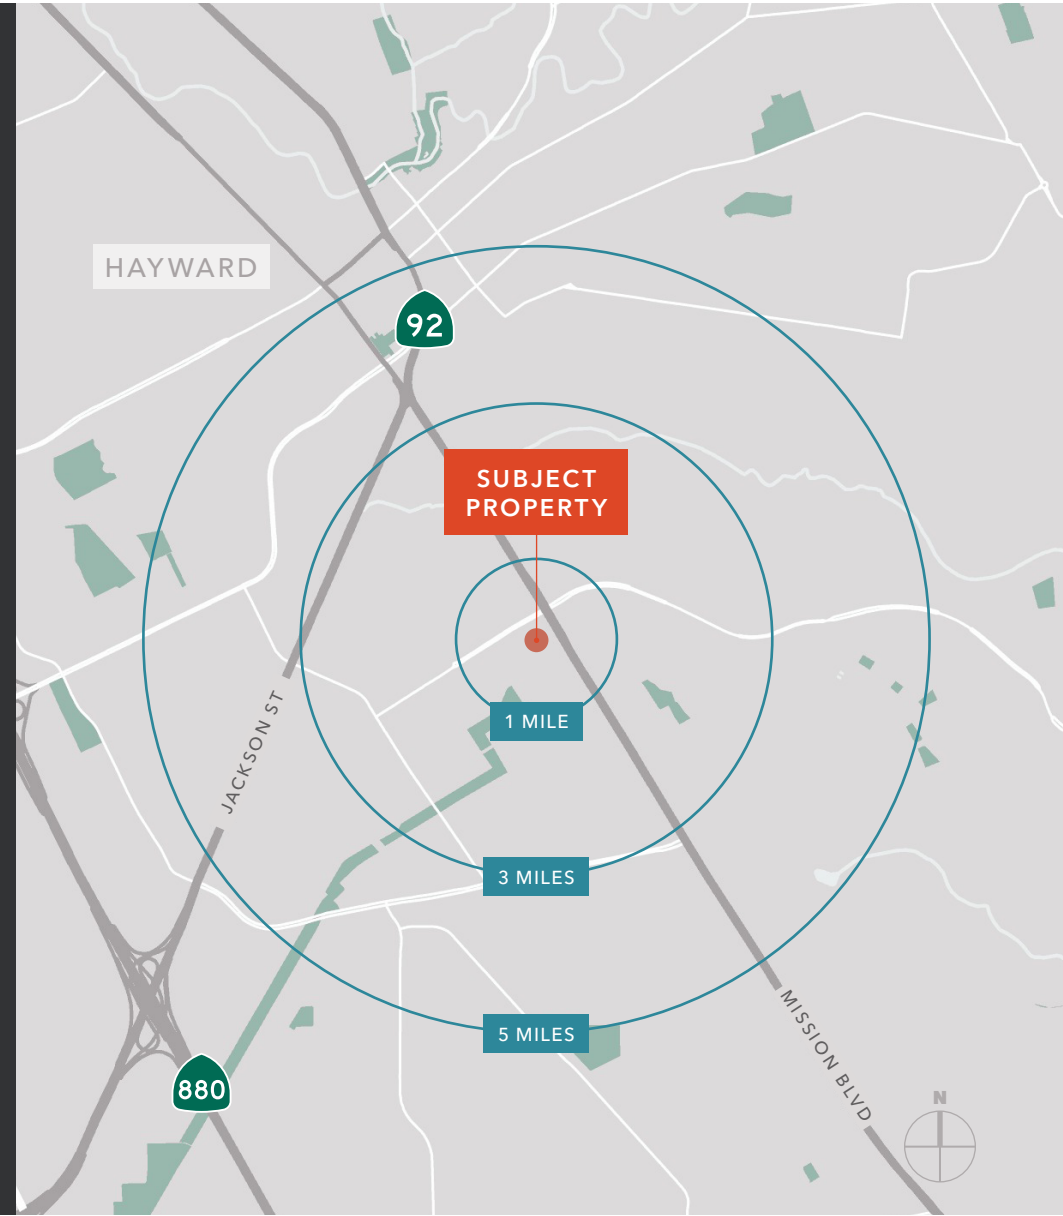 HAYWARD
92
SUBJECT
PROPERTY
1 MILE
JACKSON ST
3 MILES
5 MILES
MISSION BLVD
880
N